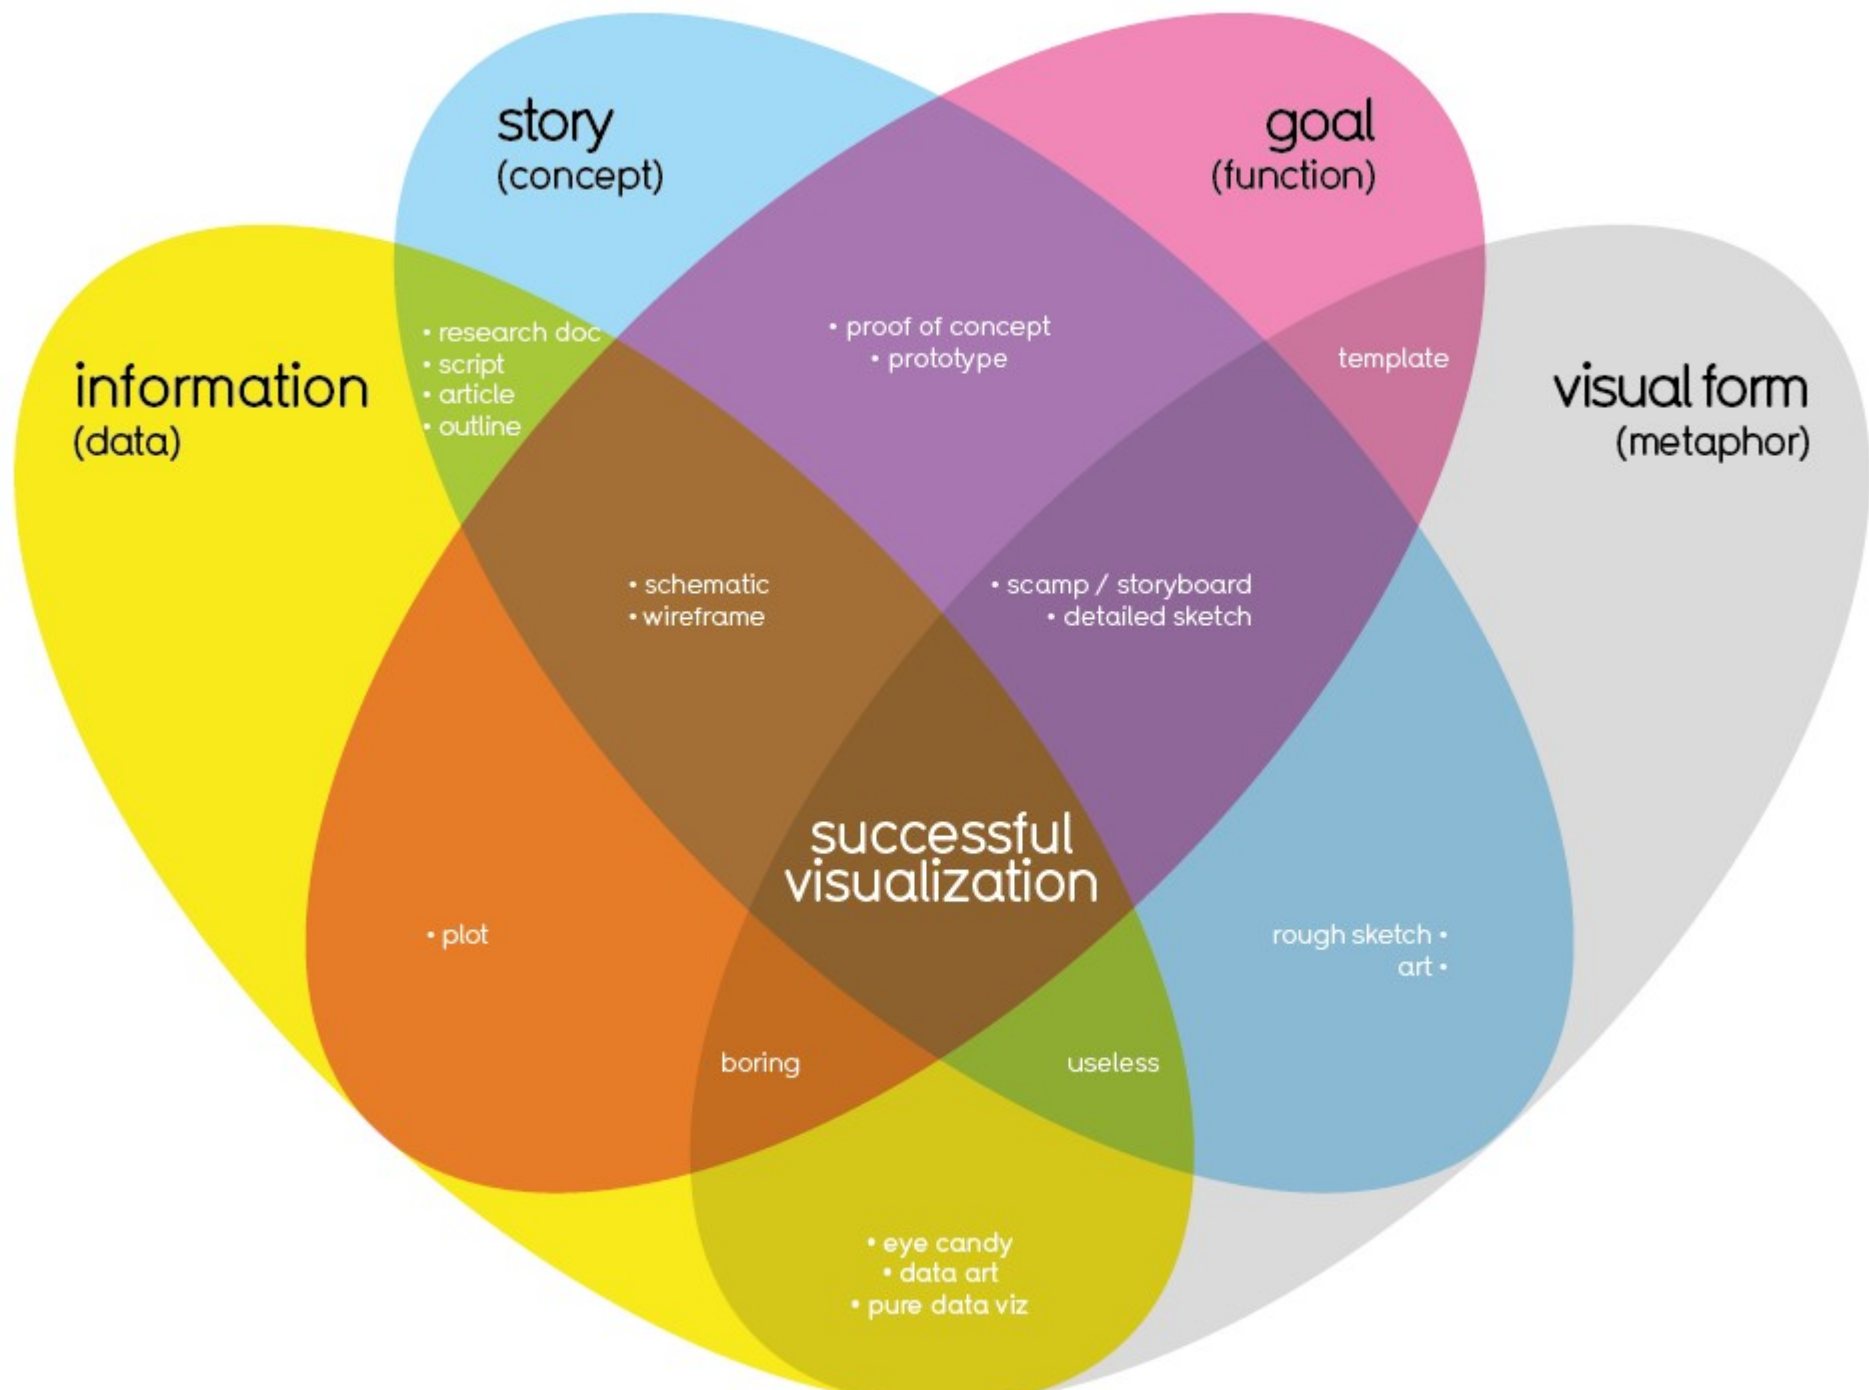 story
(concept)
goal
(function)
information
(data)
visual form
(metaphor)
• research doc
• script
• article
• outline
• proof of concept
• prototype
template
• schematic
• wireframe
• scamp / storyboard
• detailed sketch
successful
visualization
• plot
rough sketch •
art •
boring
useless
• eye candy
• data art
• pure data viz